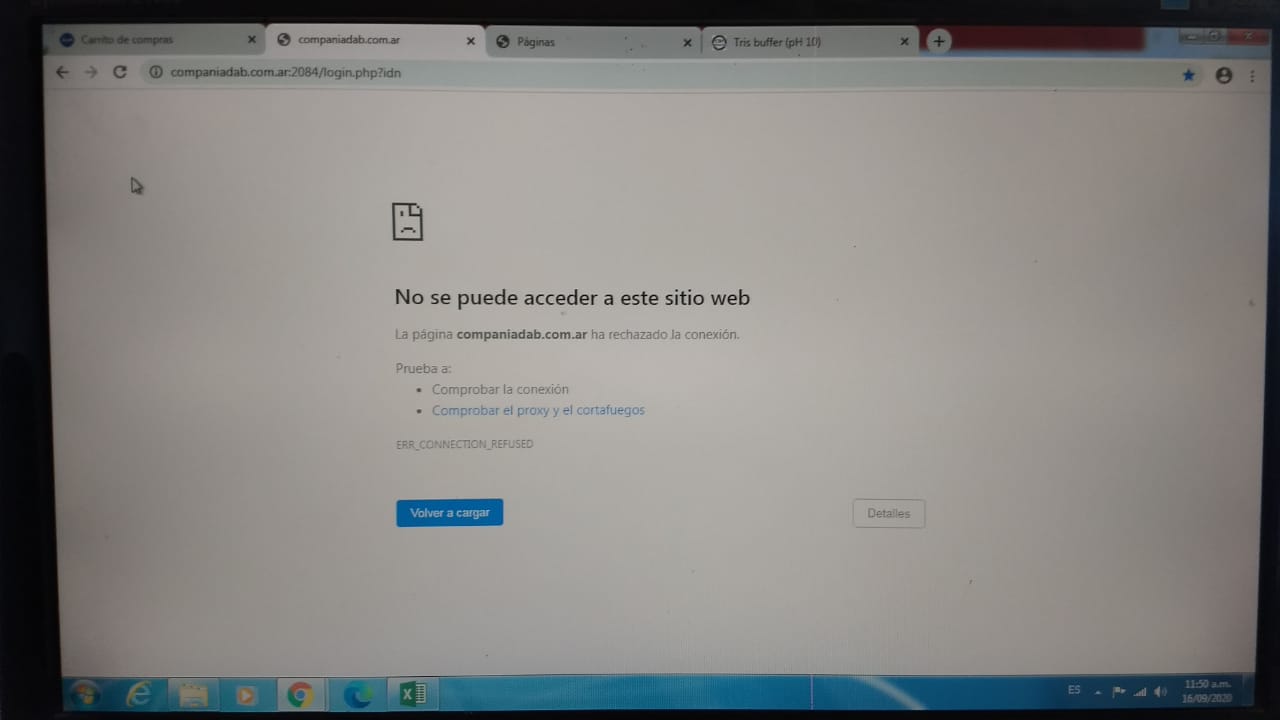 Carrito de compras
companiadab.com.ar
Páginas
Tris buffer (pH 10)
companiadab.com.ar:2084/login.php?idn
No se puede acceder a este sitio web
La página companiadab.com.ar ha rechazado la conexión.
Prueba a:
• Comprobar la conexión
• Comprobar el proxy y el cortafuegos
ERR_CONNECTION_REFUSED
Volver a cargar
Detalles
ES
11:50 a.m.
16/09/2020